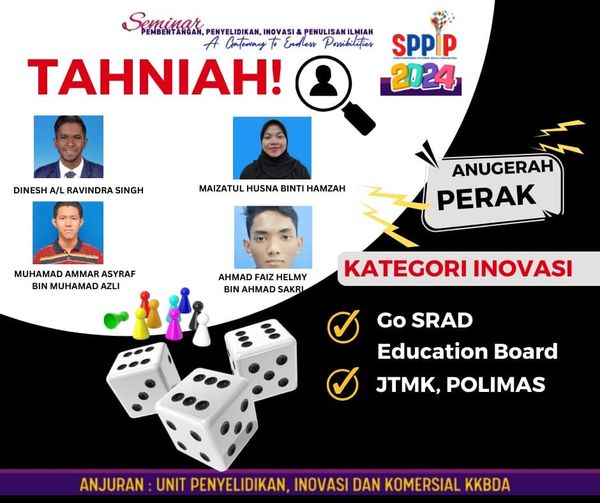 Seminar
PEMBENTANGAN, PENYELIDIKAN, INOVASI & PENULISAN ILMIAH
A Gateway to Endless Possibilities
SPPIP
2024
TAHNIAH!
DINESH A/L RAVINDRA SINGH
MAIZATUL HUSNA BINTI HAMZAH
MUHAMAD AMMAR ASYRAF
BIN MUHAMAD AZLI
AHMAD FAIZ HELMY
BIN AHMAD SAKRI
ANUGERAH
PERAK
KATEGORI INOVASI
Go SRAD
Education Board
JTMK, POLIMAS
ANJURAN : UNIT PENYELIDIKAN, INOVASI DAN KOMERSIAL KKBDA